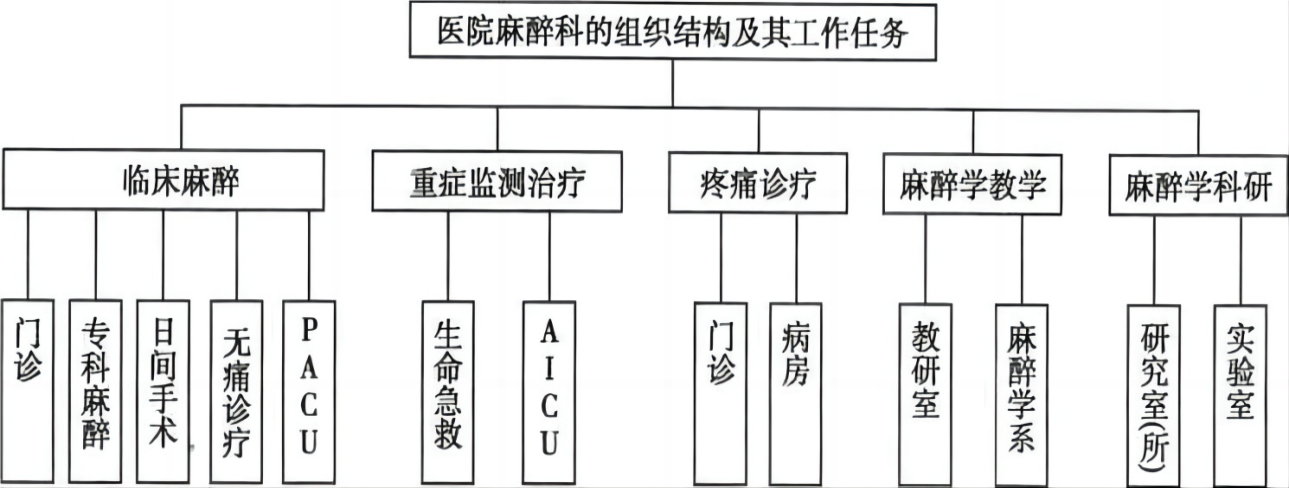 医院麻醉科的组织结构及其工作任务
临床麻醉
重症监测治疗
疼痛诊疗
麻醉学教学
麻醉学科研
门诊
专科麻醉
日间手术
无痛诊疗
PACU
生命急救
AICU
门诊
病房
教研室
麻醉学系
研究室(所)
实验室